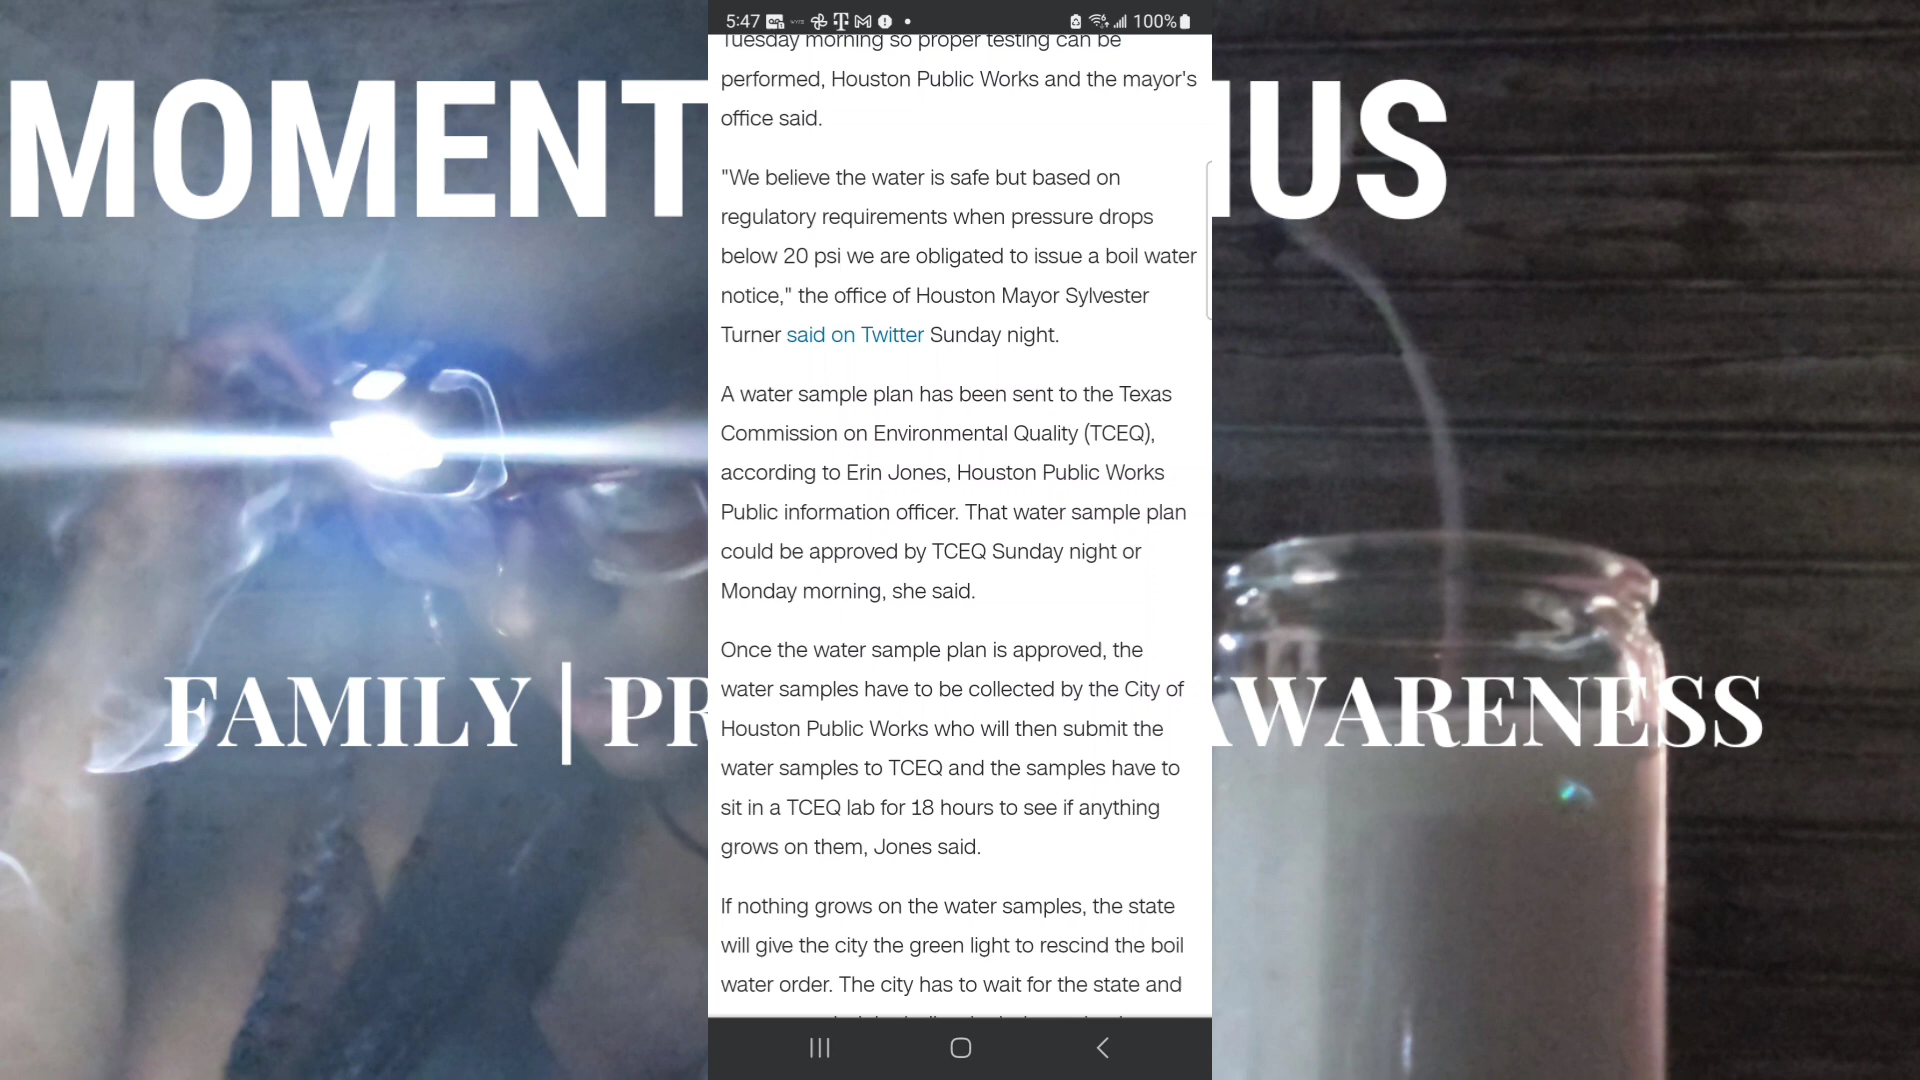 5:47
100%
MOMENT
US
Tuesday morning so proper testing can be
performed, Houston Public Works and the mayor's
office said.
"We believe the water is safe but based on
regulatory requirements when pressure drops
below 20 psi we are obligated to issue a boil water
notice," the office of Houston Mayor Sylvester
Turner said on Twitter Sunday night.
A water sample plan has been sent to the Texas
Commission on Environmental Quality (TCEQ),
according to Erin Jones, Houston Public Works
Public information officer. That water sample plan
could be approved by TCEQ Sunday night or
Monday morning, she said.
Once the water sample plan is approved, the
water samples have to be collected by the City of
Houston Public Works who will then submit the
water samples to TCEQ and the samples have to
sit in a TCEQ lab for 18 hours to see if anything
grows on them, Jones said.
If nothing grows on the water samples, the state
will give the city the green light to rescind the boil
water order. The city has to wait for the state and
FAMILY | PR
AWARENESS